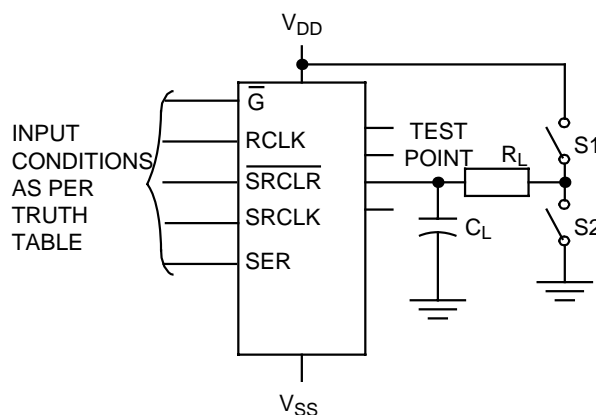 VDD
INPUT
CONDITIONS
AS PER
TRUTH
TABLE
G
RCLK
SRCLR
SRCLK
SER
TEST
POINT
RL
CL
S1
S2
VSS